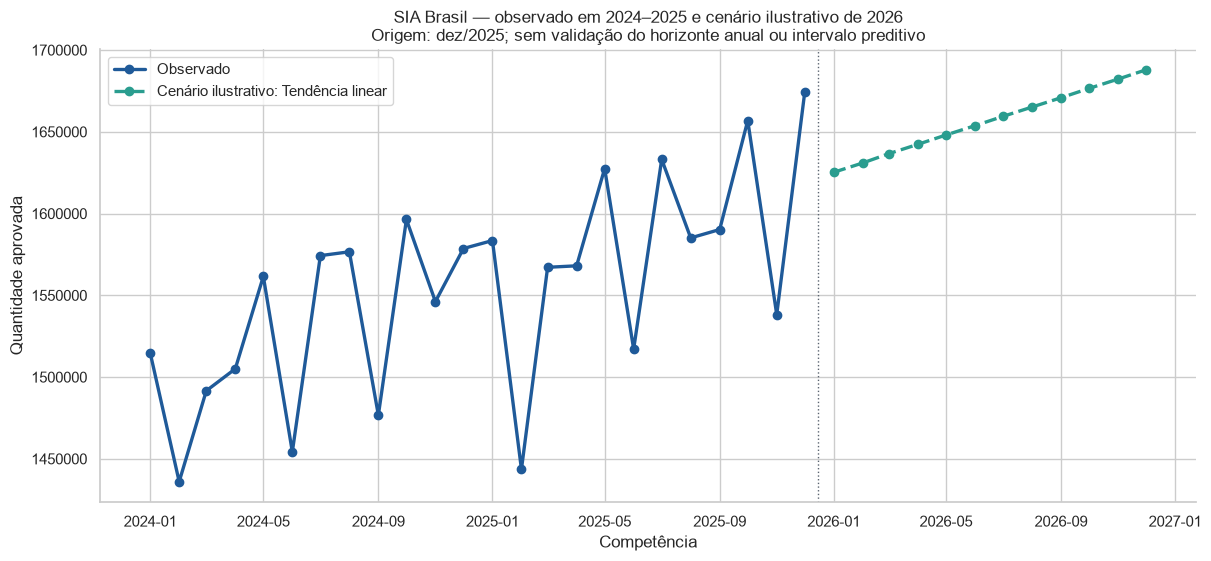 SIA Brasil — observado em 2024–2025 e cenário ilustrativo de 2026
Origem: dez/2025; sem validação do horizonte anual ou intervalo preditivo
Observado
Cenário ilustrativo: Tendência linear
Quantidade aprovada
1700000
1650000
1600000
1550000
1500000
1450000
2024-01
2024-05
2024-09
2025-01
2025-05
2025-09
2026-01
2026-05
2026-09
2027-01
Competência